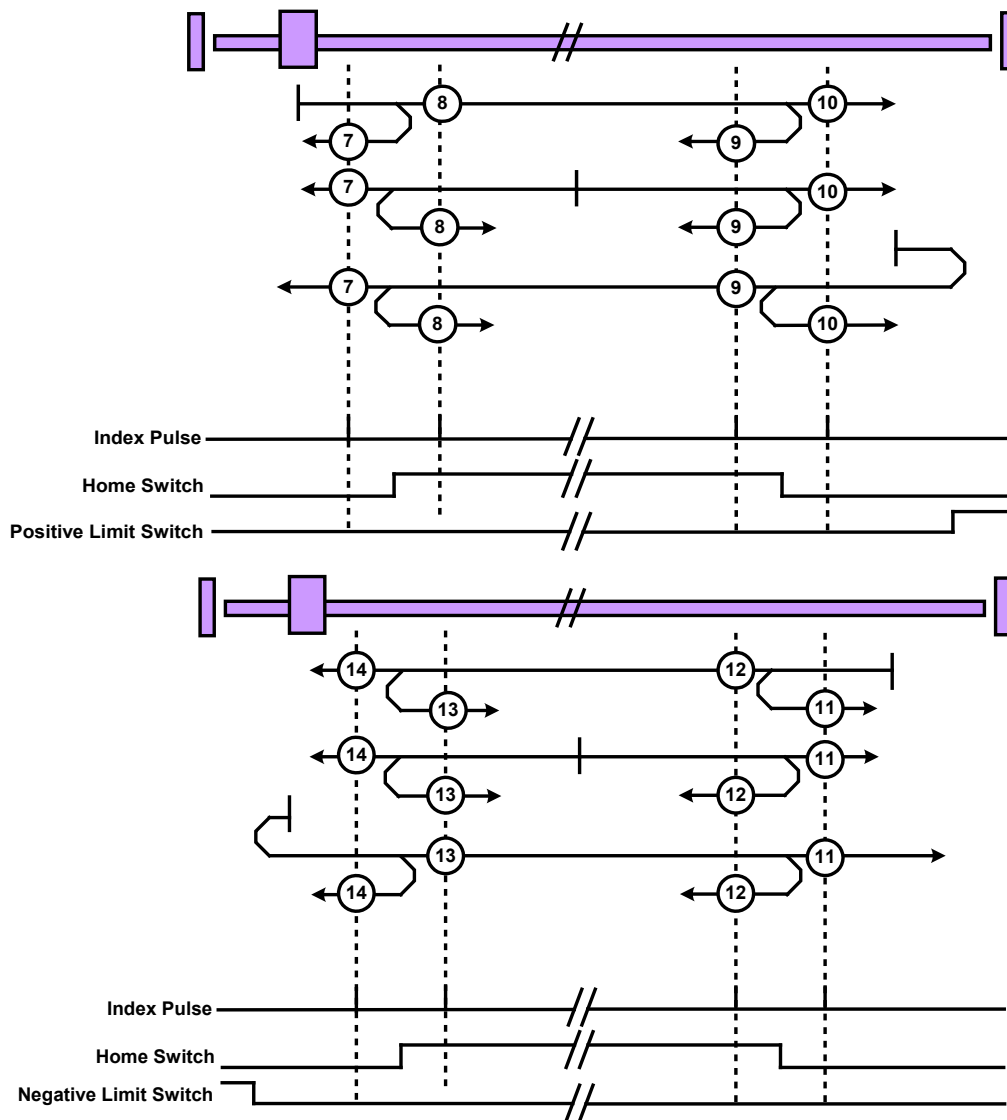 8 10
7 9
7 10
8 9
7 9
8 10
Index Pulse
Home Switch
Positive Limit Switch
14 12
13 11
14 11
13 12
13 11
14 12
Index Pulse
Home Switch
Negative Limit Switch